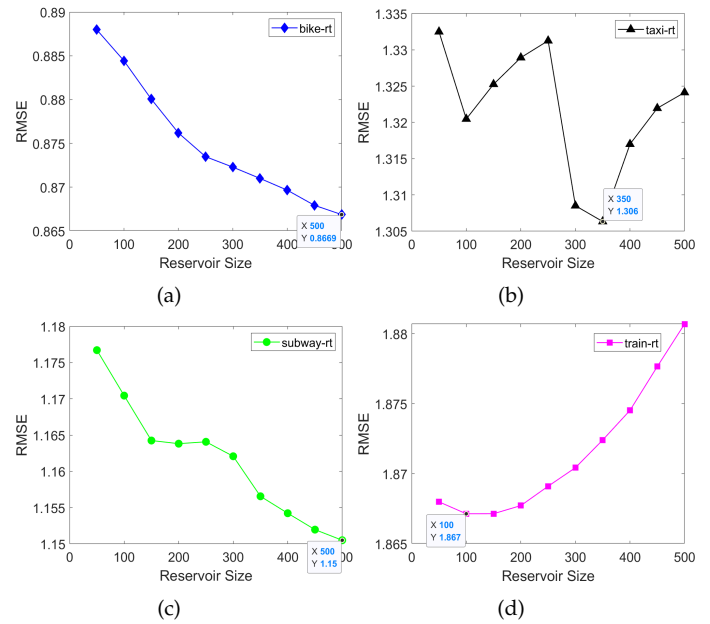 0.89
0.885
0.88
0.875
0.87
0.865
RMSE
bike-rt
X 500
Y 0.8669
0 100 200 300 400 500
Reservoir Size
(a)
1.335
1.33
1.325
1.32
1.315
1.31
1.305
RMSE
taxi-rt
X 350
Y 1.306
0 100 200 300 400 500
Reservoir Size
(b)
1.18
1.175
1.17
1.165
1.16
1.155
1.15
RMSE
subway-rt
X 500
Y 1.15
0 100 200 300 400 500
Reservoir Size
(c)
1.88
1.875
1.87
1.865
RMSE
train-rt
X 100
Y 1.867
0 100 200 300 400 500
Reservoir Size
(d)